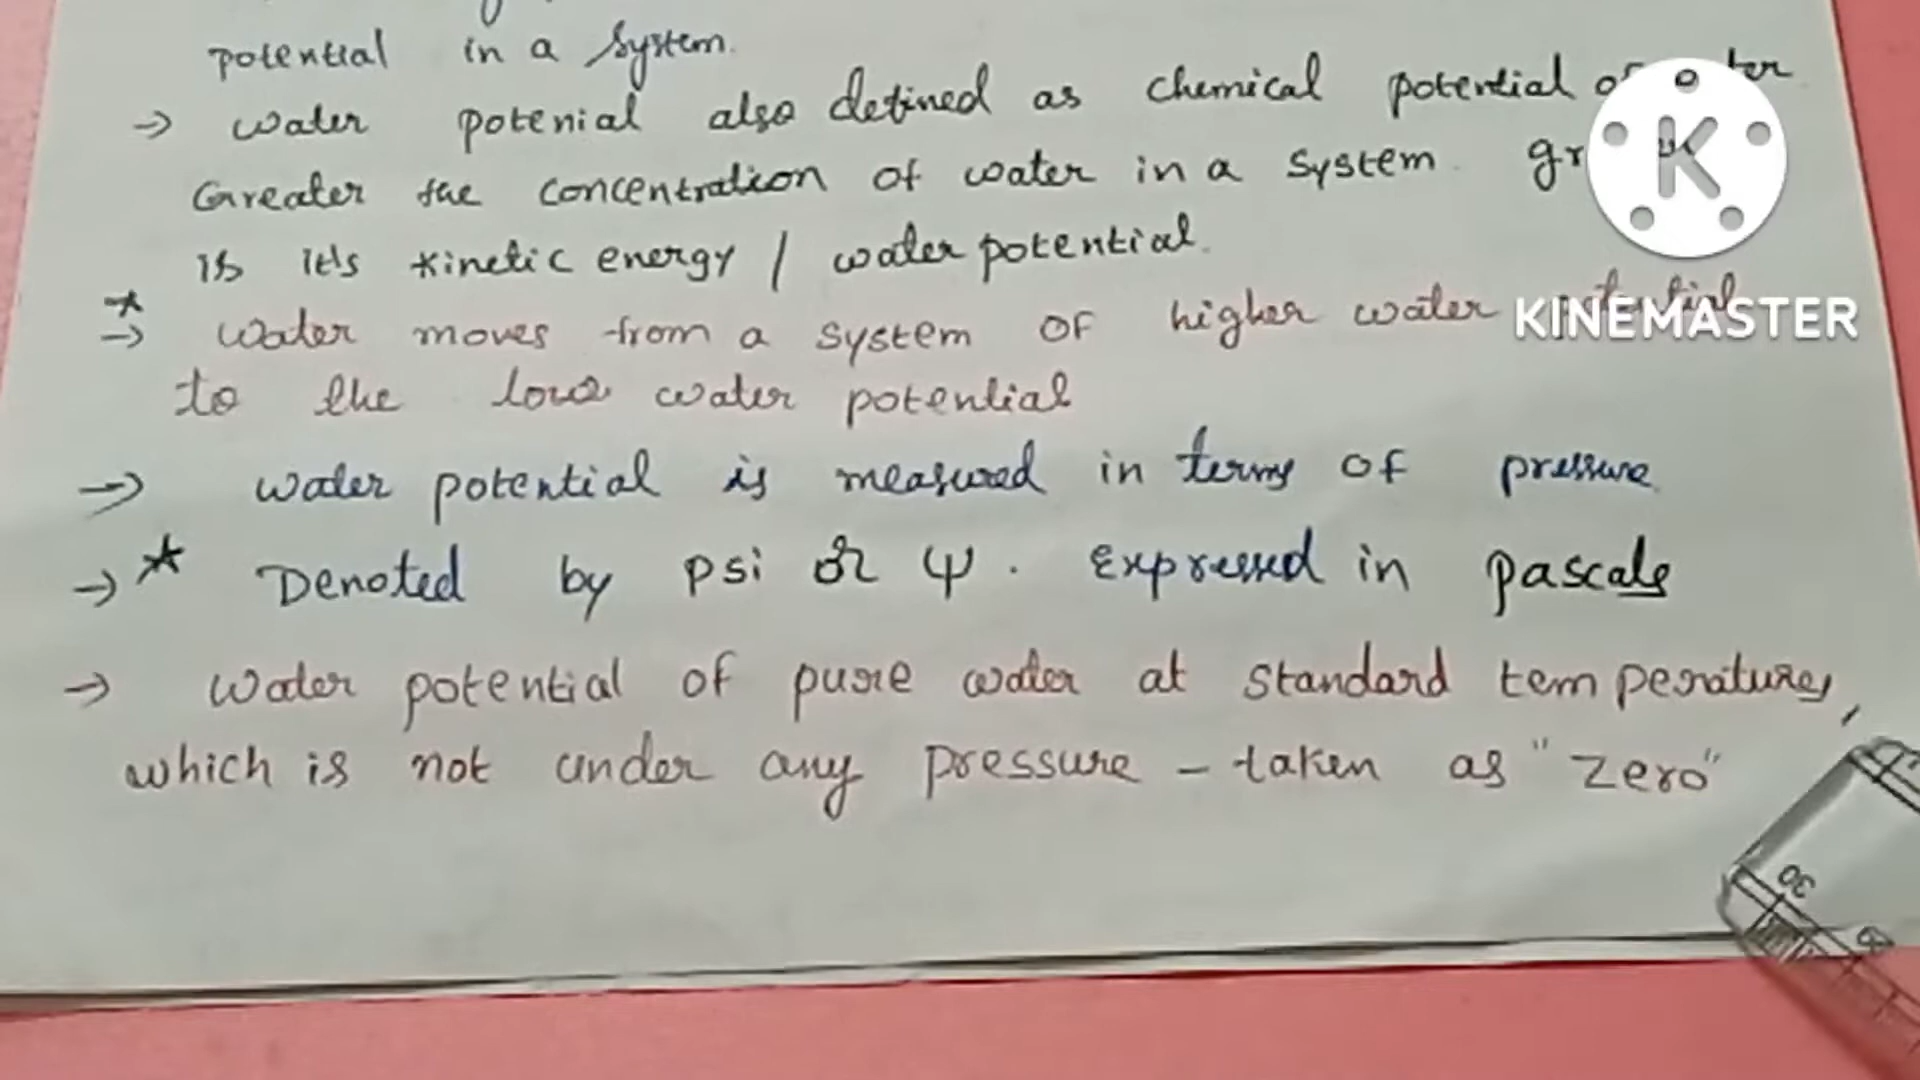 potential in a system.
→ water potenial also defined as chemical potential
Greater the concentration of water in a system.
is it's kinetic energy / water potential.
*
→ water moves from a system of higher water potential
to the low water potential
→ water potential is measured in terms of pressure
→ * Denoted by psi or ψ. Expressed in pascals
→ water potential of pure water at standard temperatures,
which is not under any pressure - taken as "zero"
K
KINEMASTER
30